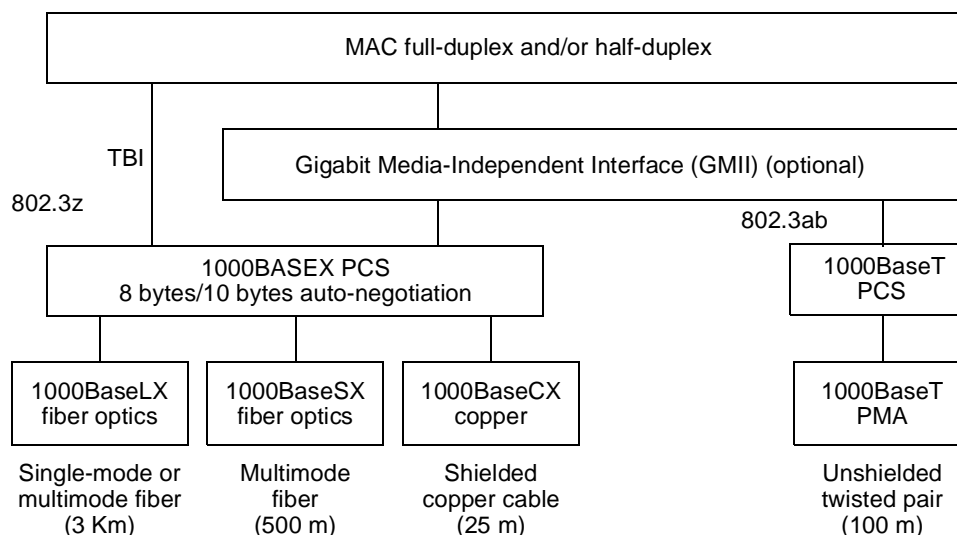 MAC full-duplex and/or half-duplex
TBI
Gigabit Media-Independent Interface (GMII) (optional)
802.3z
802.3ab
1000BASEX PCS
8 bytes/10 bytes auto-negotiation
1000BaseT
PCS
1000BaseLX
fiber optics
1000BaseSX
fiber optics
1000BaseCX
copper
1000BaseT
PMA
Single-mode or
multimode fiber
(3 Km)
Multimode
fiber
(500 m)
Shielded
copper cable
(25 m)
Unshielded
twisted pair
(100 m)